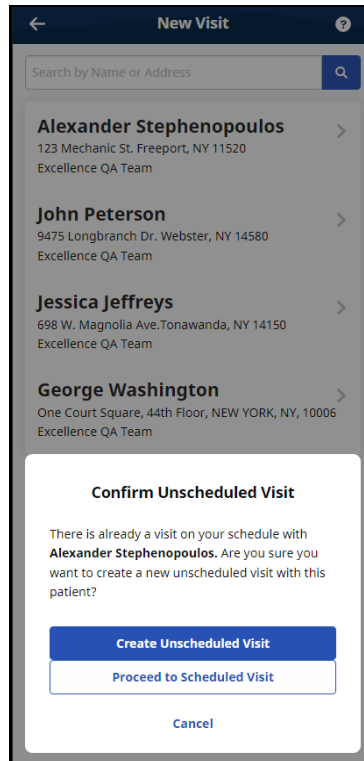 New Visit
Search by Name or Address
Alexander Stephenopoulos
123 Mechanic St. Freeport, NY 11520
Excellence QA Team
John Peterson
9475 Longbranch Dr. Webster, NY 14580
Excellence QA Team
Jessica Jeffreys
698 W. Magnolia Ave.Tonawanda, NY 14150
Excellence QA Team
George Washington
One Court Square, 44th Floor, NEW YORK, NY, 10006
Excellence QA Team
Confirm Unscheduled Visit
There is already a visit on your schedule with
Alexander Stephenopoulos. Are you sure you
want to create a new unscheduled visit with this
patient?
Create Unscheduled Visit
Proceed to Scheduled Visit
Cancel